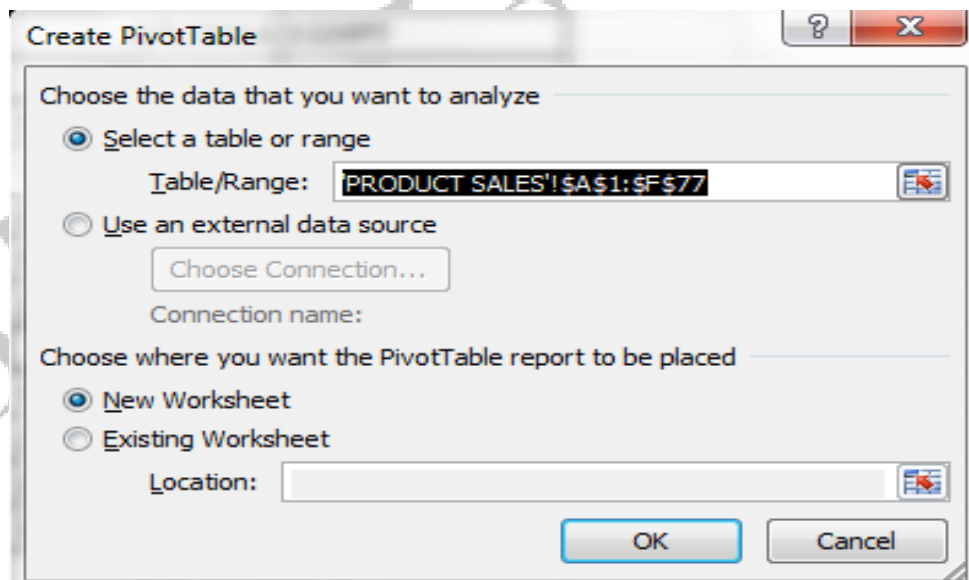 Create PivotTable
Choose the data that you want to analyze
Select a table or range
Table/Range: 'PRODUCT SALES'!$A$1:$F$77
Use an external data source
Choose Connection...
Connection name:
Choose where you want the PivotTable report to be placed
New Worksheet
Existing Worksheet
Location:
OK Cancel